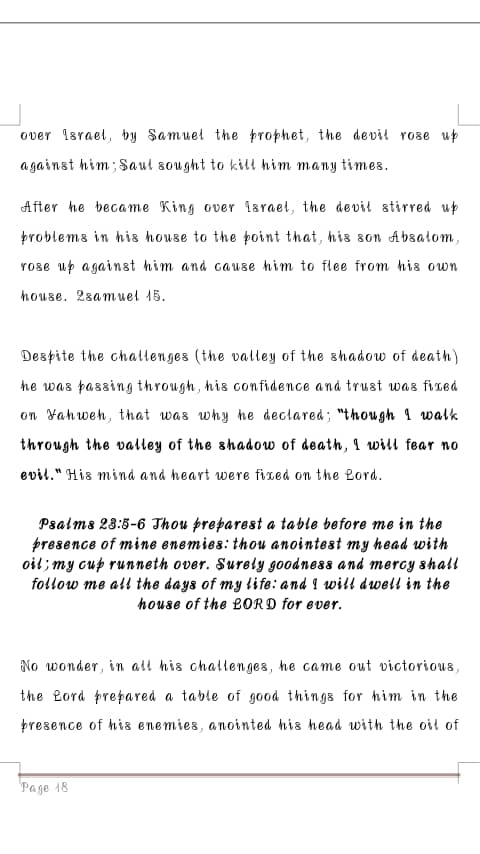 over Israel, by Samuel the prophet, the devil rose up
against him; Saul sought to kill him many times.
After he became King over Israel, the devil stirred up
problems in his house to the point that, his son Absalom,
rose up against him and cause him to flee from his own
house. 2samuel 15.
Despite the challenges (the valley of the shadow of death)
he was passing through, his confidence and trust was fixed
on Yahweh, that was why he declared; "though I walk
through the valley of the shadow of death, I will fear no
evil." His mind and heart were fixed on the Lord.
Psalms 23:5-6 Thou preparest a table before me in the
presence of mine enemies: thou anointest my head with
oil; my cup runneth over. Surely goodness and mercy shall
follow me all the days of my life: and I will dwell in the
house of the LORD for ever.
No wonder, in all his challenges, he came out victorious,
the Lord prepared a table of good things for him in the
presence of his enemies, anointed his head with the oil of
Page 18